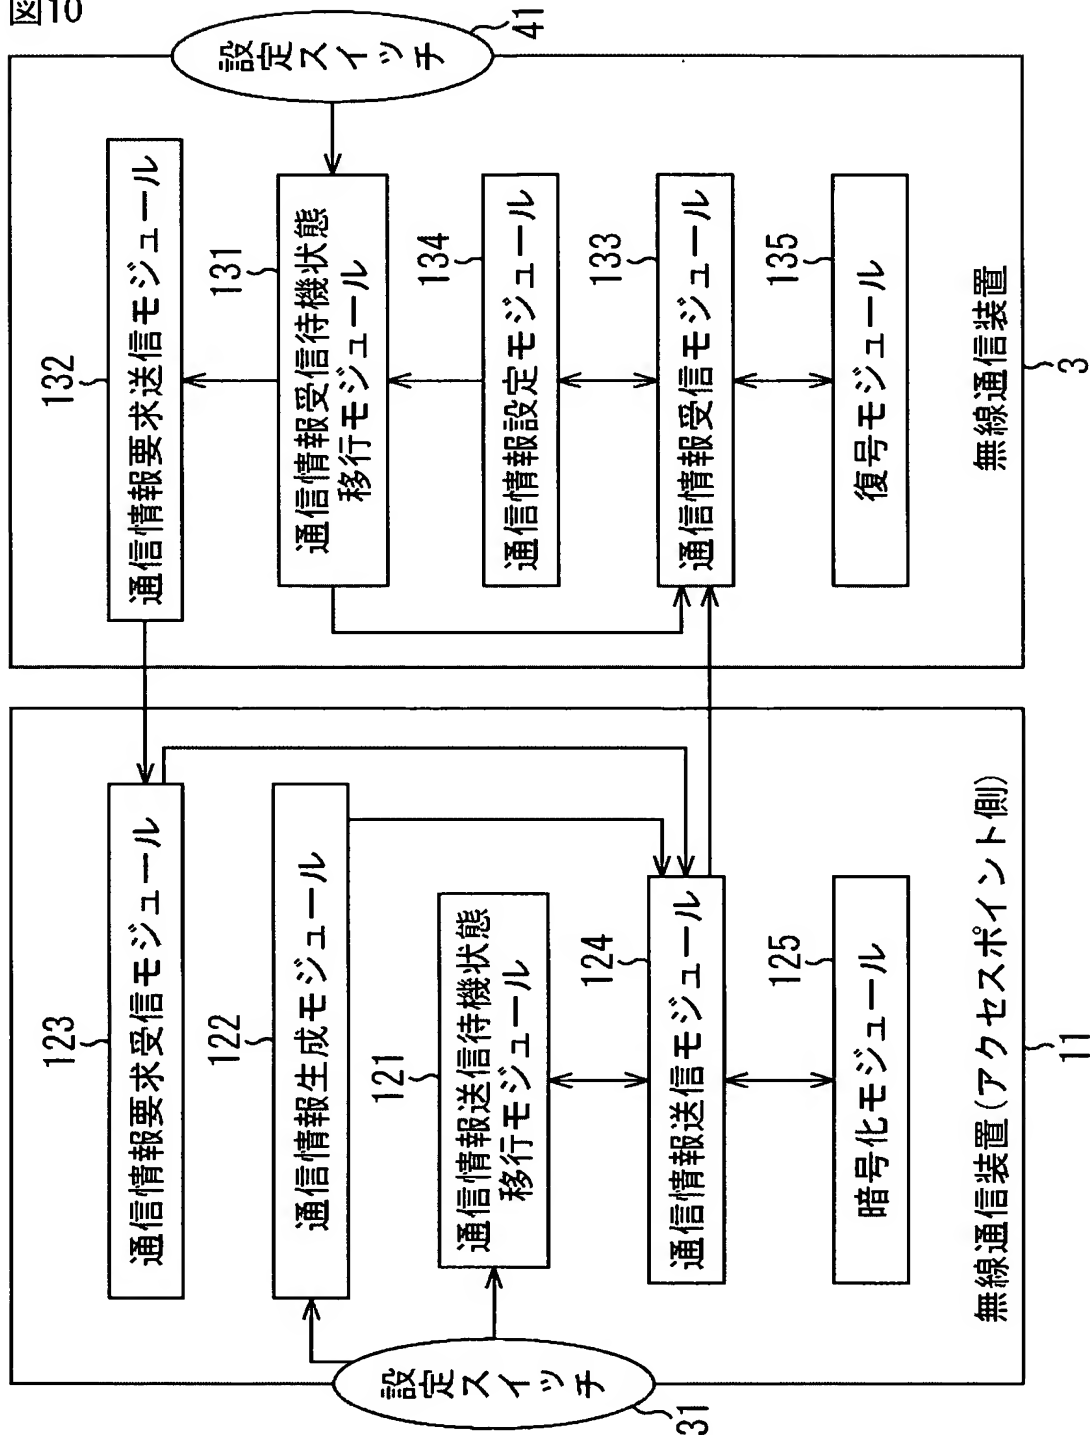 図10
設定スイッチ
41
132
通信情報要求送信モジュール
131
通信情報受信待機状態
移行モジュール
134
通信情報設定モジュール
133
通信情報受信モジュール
135
復号モジュール
無線通信装置
3
123
通信情報要求受信モジュール
122
通信情報生成モジュール
121
通信情報送信待機状態
移行モジュール
124
通信情報送信モジュール
125
暗号化モジュール
無線通信装置(アクセスポイント側)
11
設定スイッチ
31